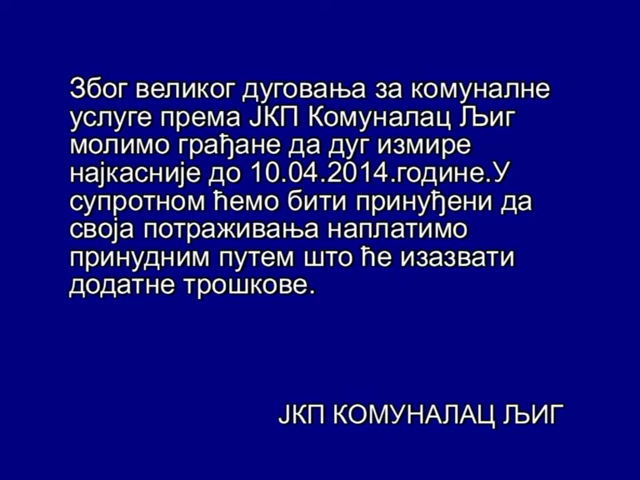 Због великог дуговања за комуналне
услуге према ЈКП Комуналац Љиг
молимо грађане да дуг измире
најкасније до 10.04.2014.године.У
супротном ћемо бити принуђени да
своја потраживања наплатимо
принудним путем што ће изазвати
додатне трошкове.
ЈКП КОМУНАЛАЦ ЉИГ